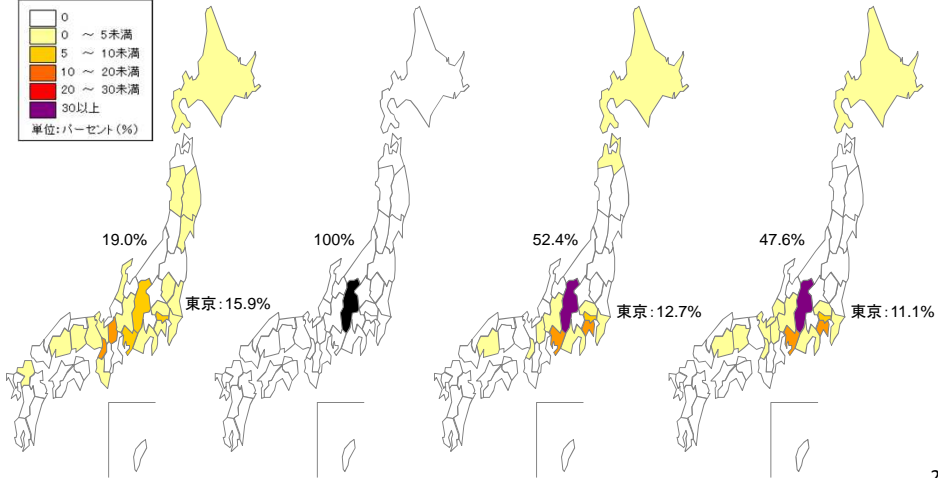 0
0 ～ 5未満
5 ～ 10未満
10 ～ 20未満
20 ～ 30未満
30以上
単位:パーセント(%)
19.0%
100%
52.4%
47.6%
東京:15.9%
東京:12.7%
東京:11.1%
2